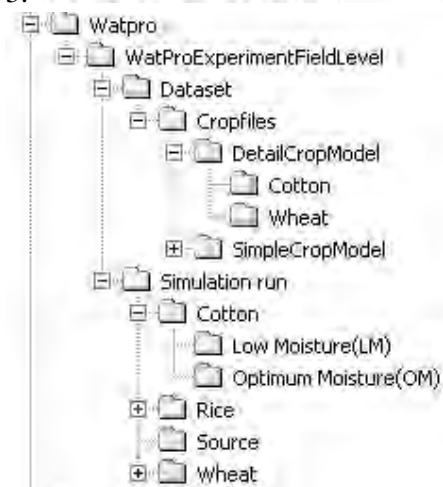 Watpro
WatProExperimentFieldLevel
Dataset
Cropfiles
DetailCropModel
Cotton
Wheat
SimpleCropModel
Simulation run
Cotton
Low Moisture(LM)
Optimum Moisture(OM)
Rice
Source
Wheat